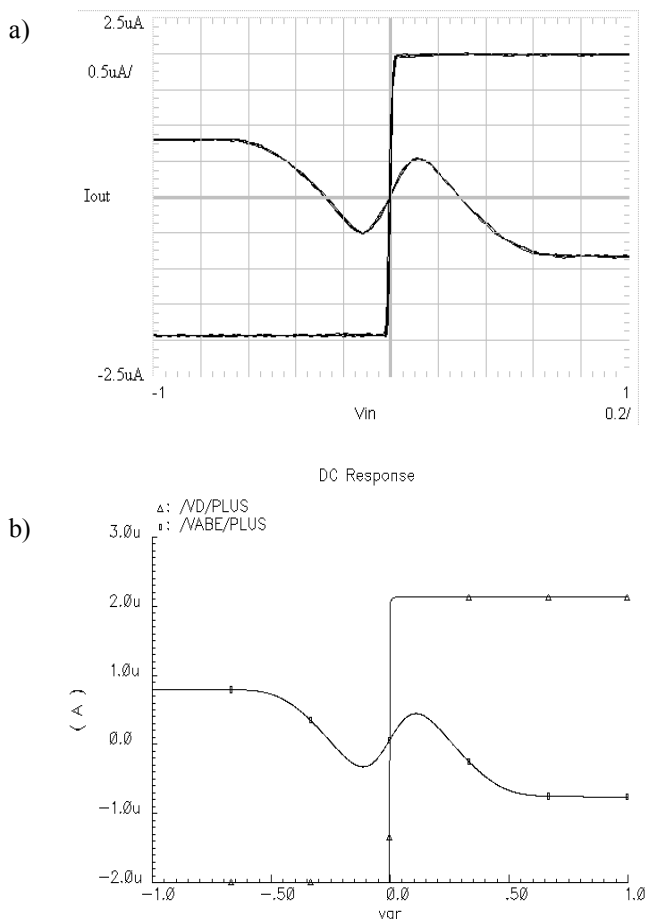 a)
2.5uA
0.5uA/
Iout
-2.5uA
-1
1
Vin
0.2/
DC Response
b)
△: /VD/PLUS
▯: /VABE/PLUS
3.0u
2.0u
1.0u
0.0
-1.0u
-2.0u
( A )
-1.0
-.50
0.0
.50
1.0
var